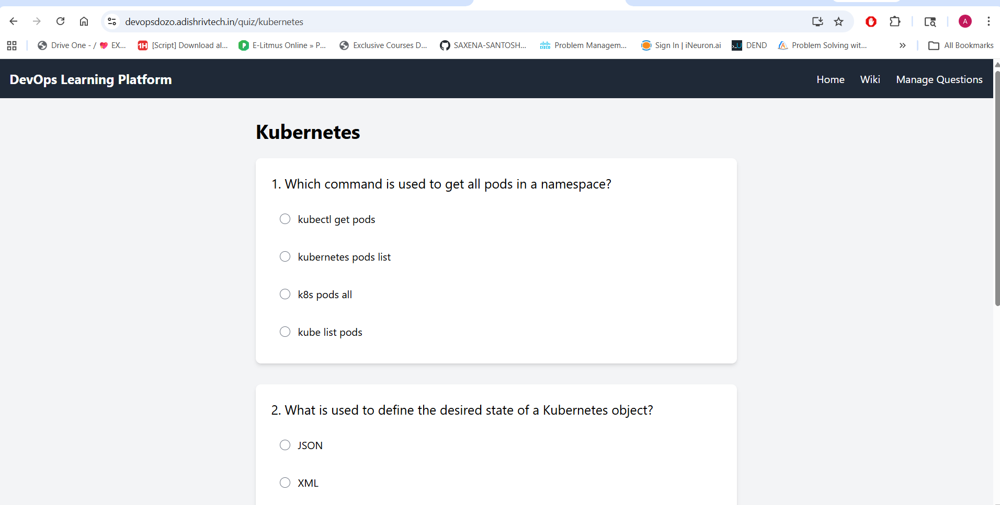 devopsdozo.adishrivtech.in/quiz/kubernetes
A
Drive One - / 💖 EX...
1H [Script] Download al...
P E-Litmus Online » P...
Exclusive Courses D...
SAXENA-SANTOSH...
CISCO Problem Managem...
Sign In | iNeuron.ai
>_U DEND
Problem Solving wit...
»
All Bookmarks
DevOps Learning Platform
Home
Wiki
Manage Questions
Kubernetes
1. Which command is used to get all pods in a namespace?
kubectl get pods
kubernetes pods list
k8s pods all
kube list pods
2. What is used to define the desired state of a Kubernetes object?
JSON
XML